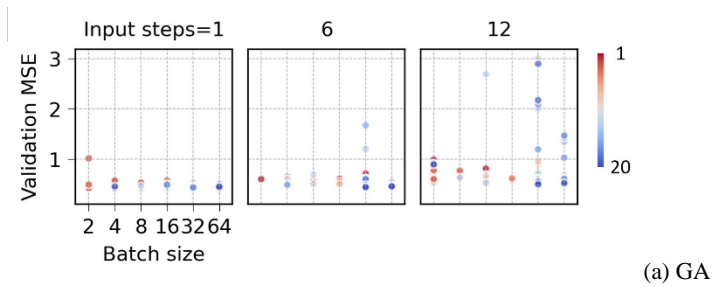 Input steps=1 6 12
Validation MSE
3
2
1
2 4 8 16 32 64
Batch size
1
20
(a) GA